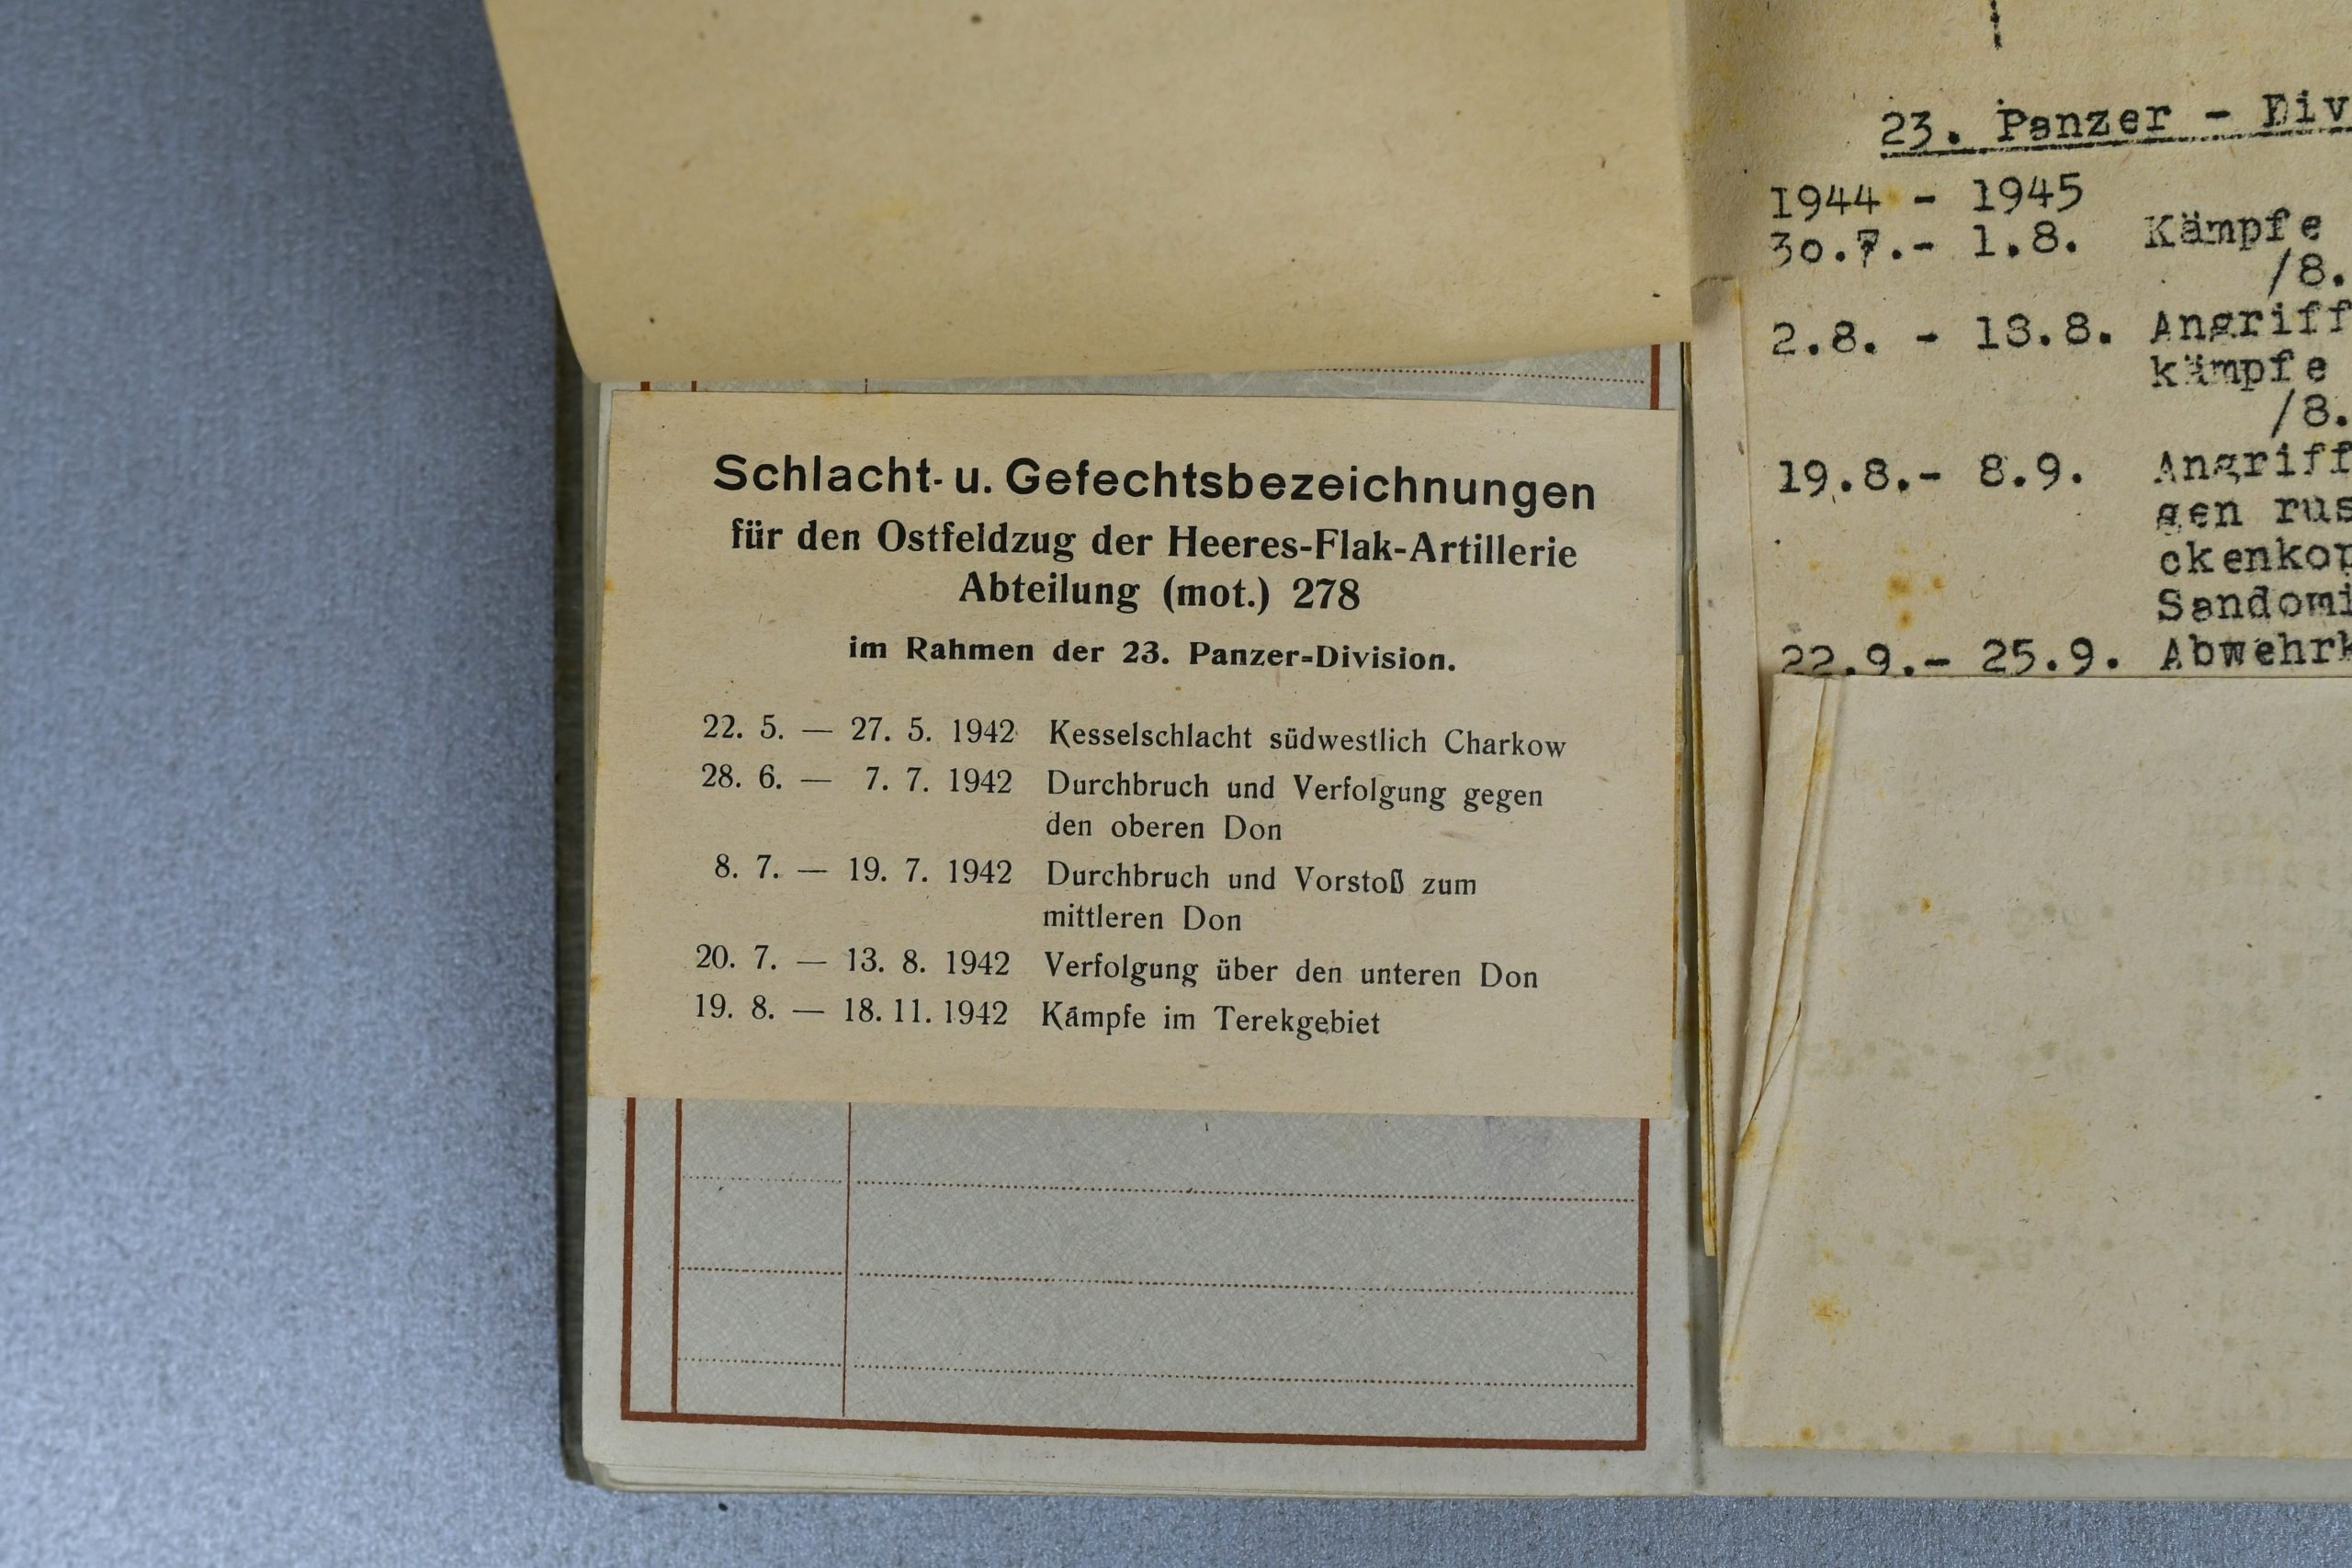 Schlacht- u. Gefechtsbezeichnungen
für den Ostfeldzug der Heeres-Flak-Artillerie
Abteilung (mot.) 278
im Rahmen der 23. Panzer-Division.
22. 5. — 27. 5. 1942 Kesselschlacht südwestlich Charkow
28. 6. — 7. 7. 1942 Durchbruch und Verfolgung gegen
den oberen Don
8. 7. — 19. 7. 1942 Durchbruch und Vorstoß zum
mittleren Don
20. 7. — 13. 8. 1942 Verfolgung über den unteren Don
19. 8. — 18. 11. 1942 Kämpfe im Terekgebiet
23. Panzer - Div
1944 - 1945
30.7.- 1.8. Kämpfe
/8.
2.8. - 18.8. Angriff
kämpfe
/8.
19.8.- 8.9. Angriff
gen rus
ckenkop
Sandomi
22.9.- 25.9. Abwehrk